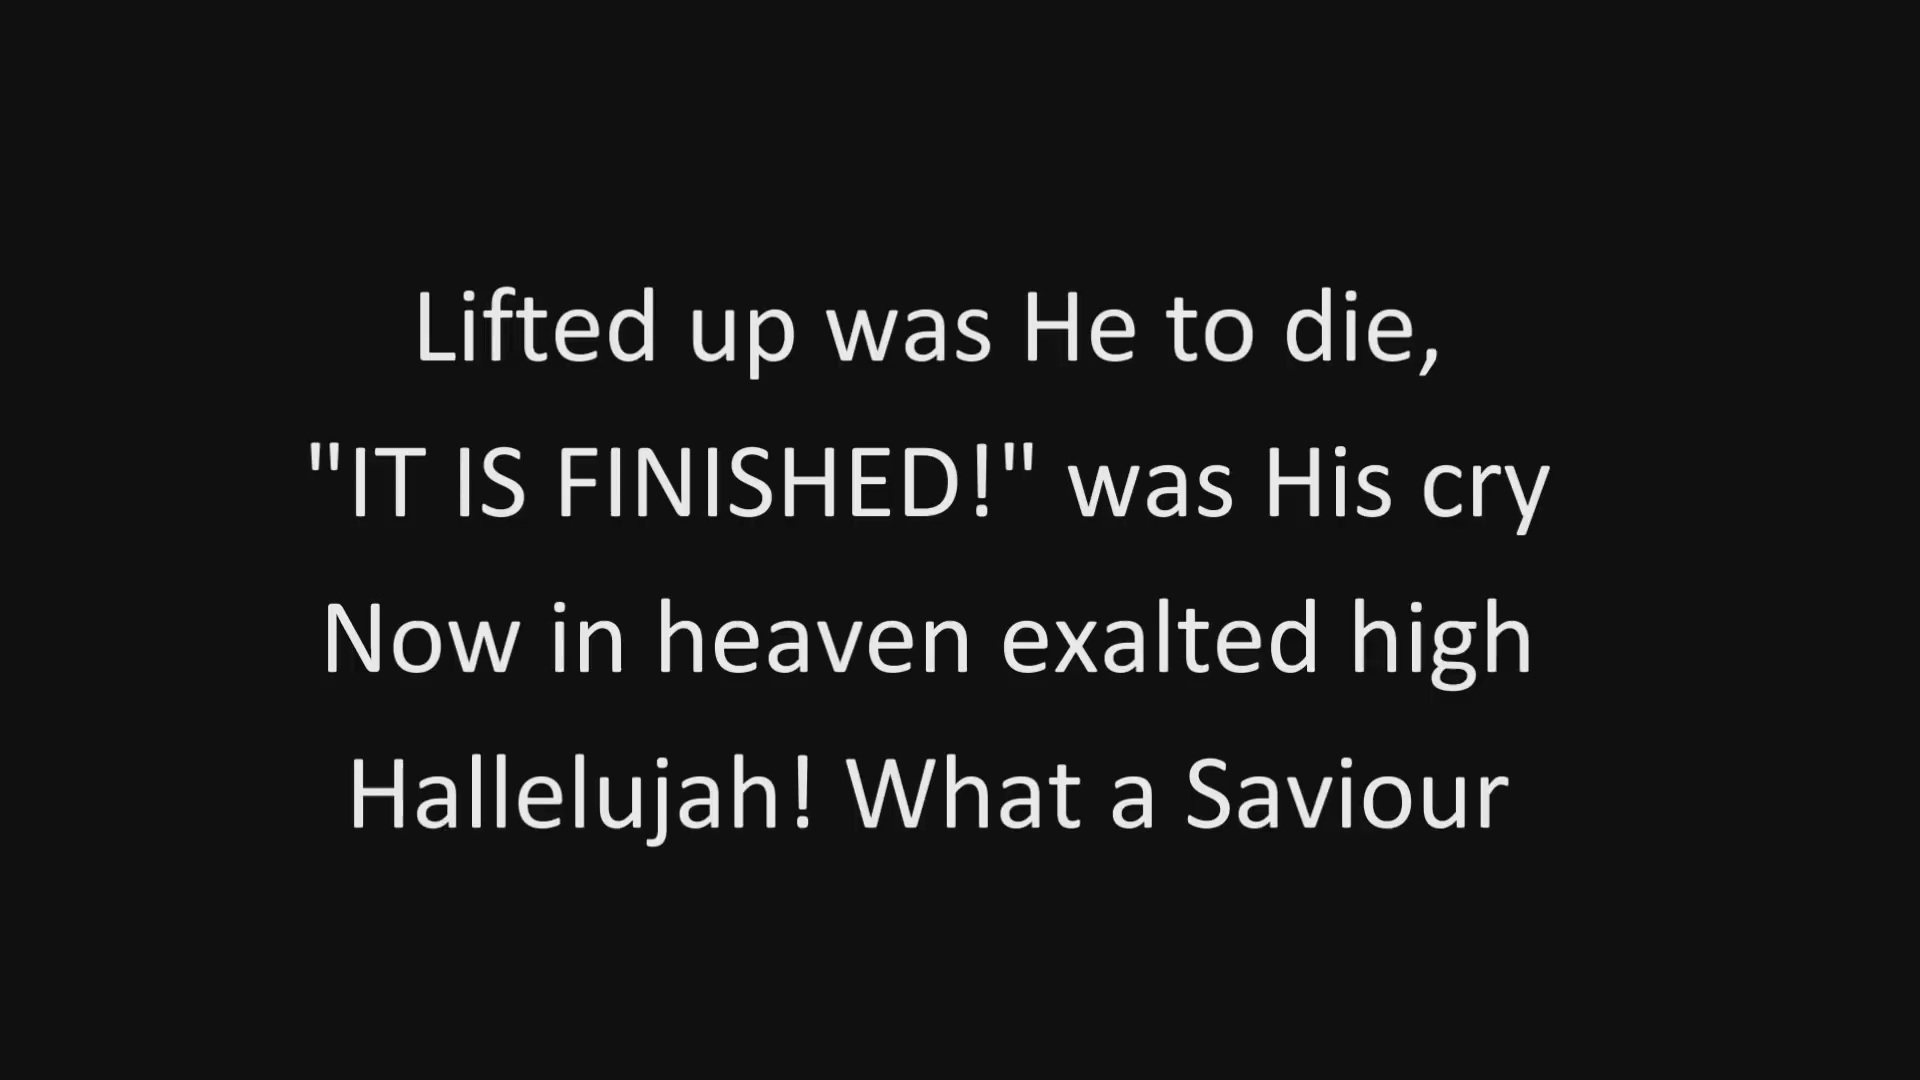 Lifted up was He to die,
"IT IS FINISHED!" was His cry
Now in heaven exalted high
Hallelujah! What a Saviour